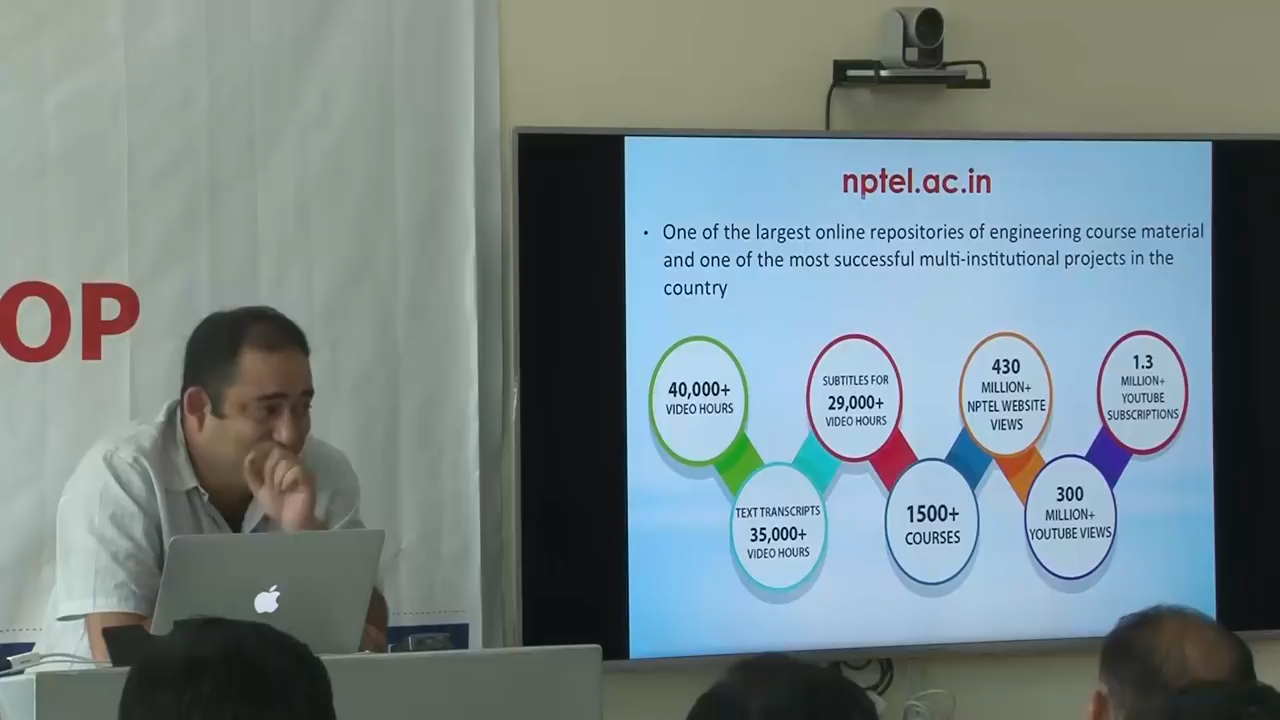 OP
nptel.ac.in
• One of the largest online repositories of engineering course material
and one of the most successful multi-institutional projects in the
country
40,000+
VIDEO HOURS
TEXT TRANSCRIPTS
35,000+
VIDEO HOURS
SUBTITLES FOR
29,000+
VIDEO HOURS
1500+
COURSES
430
MILLION+
NPTEL WEBSITE
VIEWS
300
MILLION+
YOUTUBE VIEWS
1.3
MILLION+
YOUTUBE
SUBSCRIPTIONS